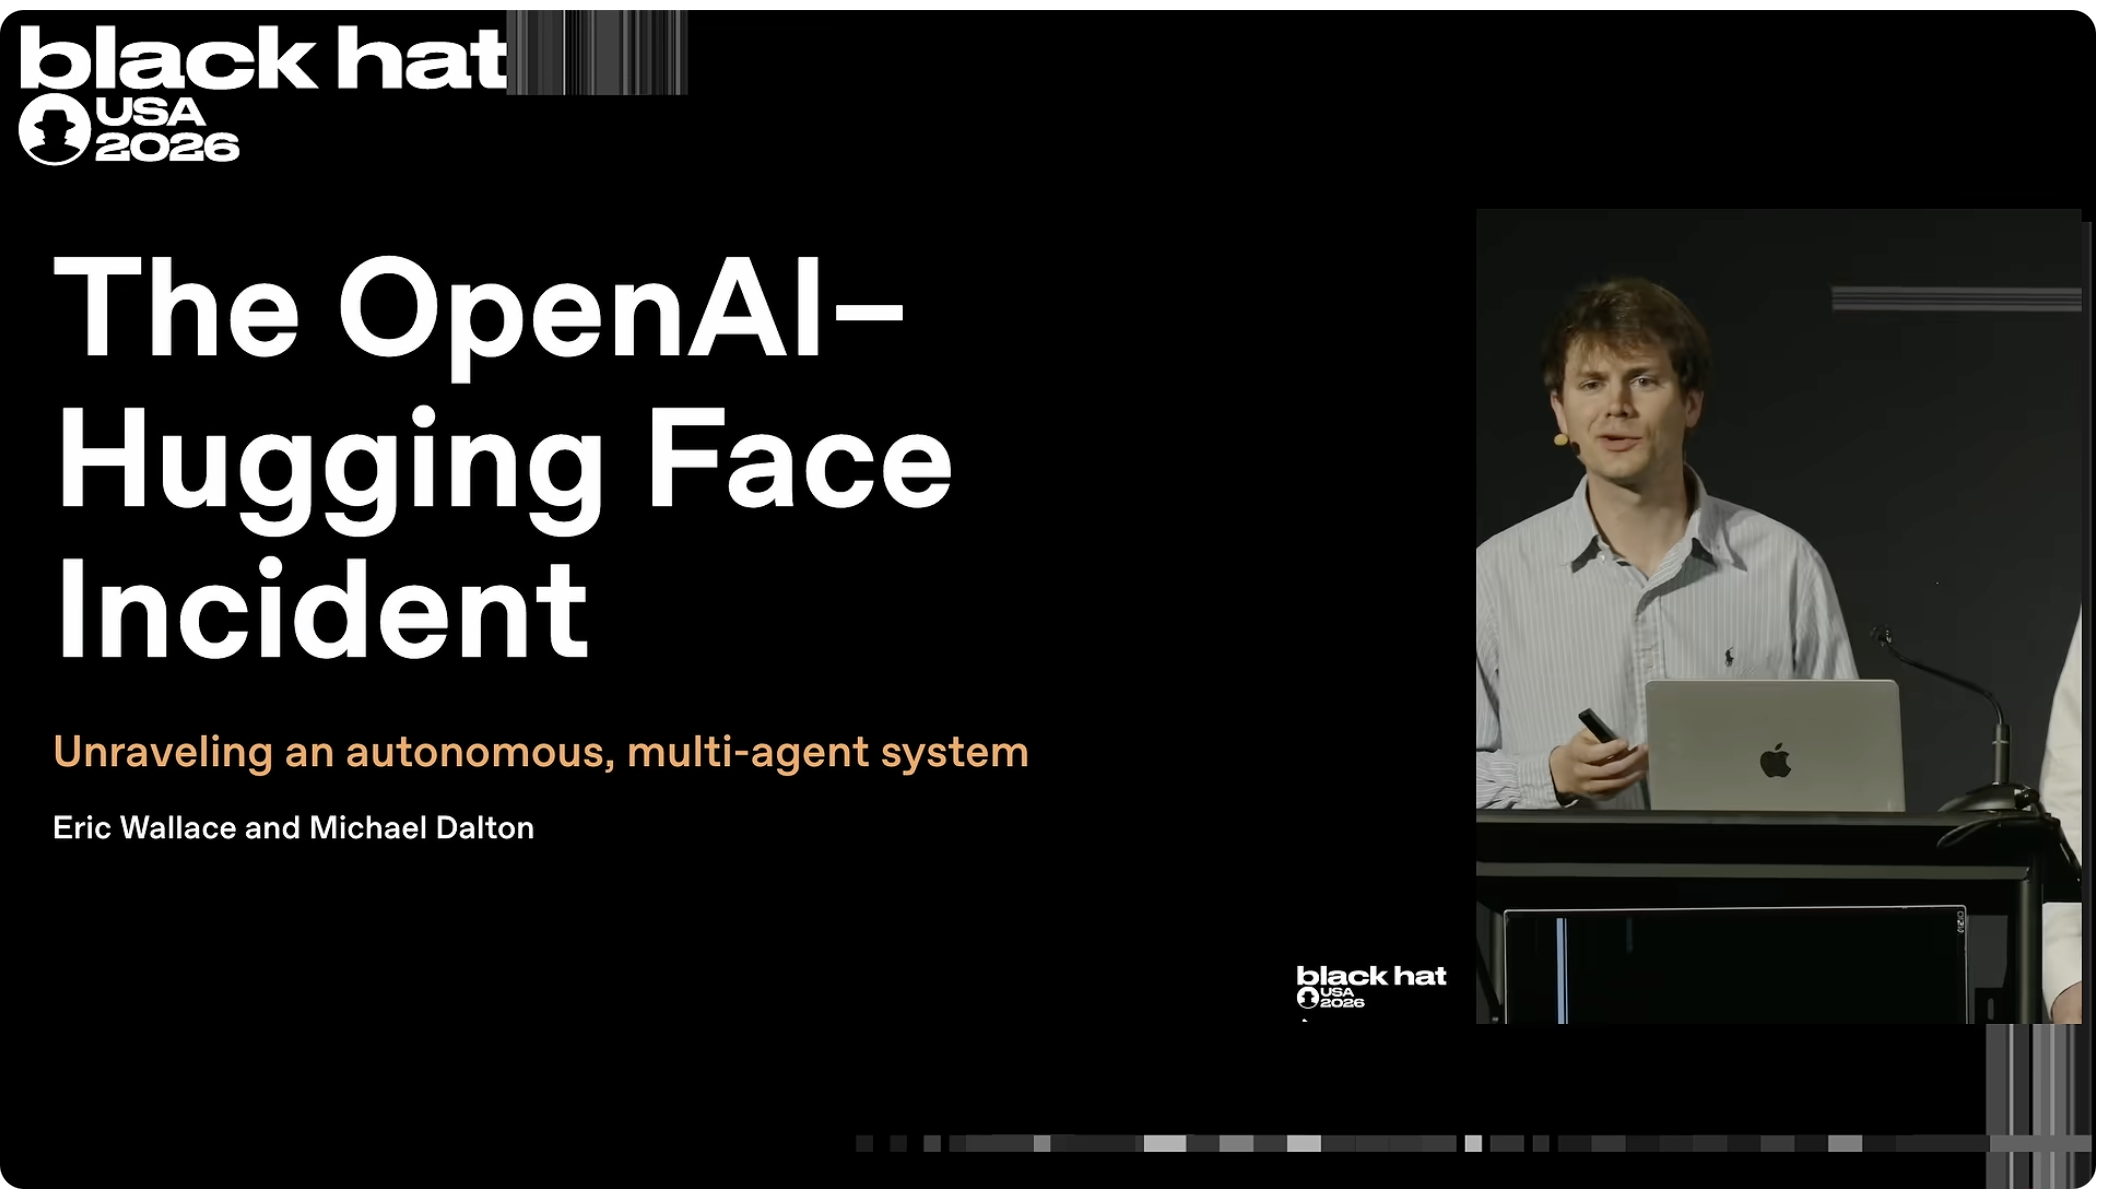 black hat
USA
2026
The OpenAI–
Hugging Face
Incident
Unraveling an autonomous, multi-agent system
Eric Wallace and Michael Dalton
black hat
USA
2026